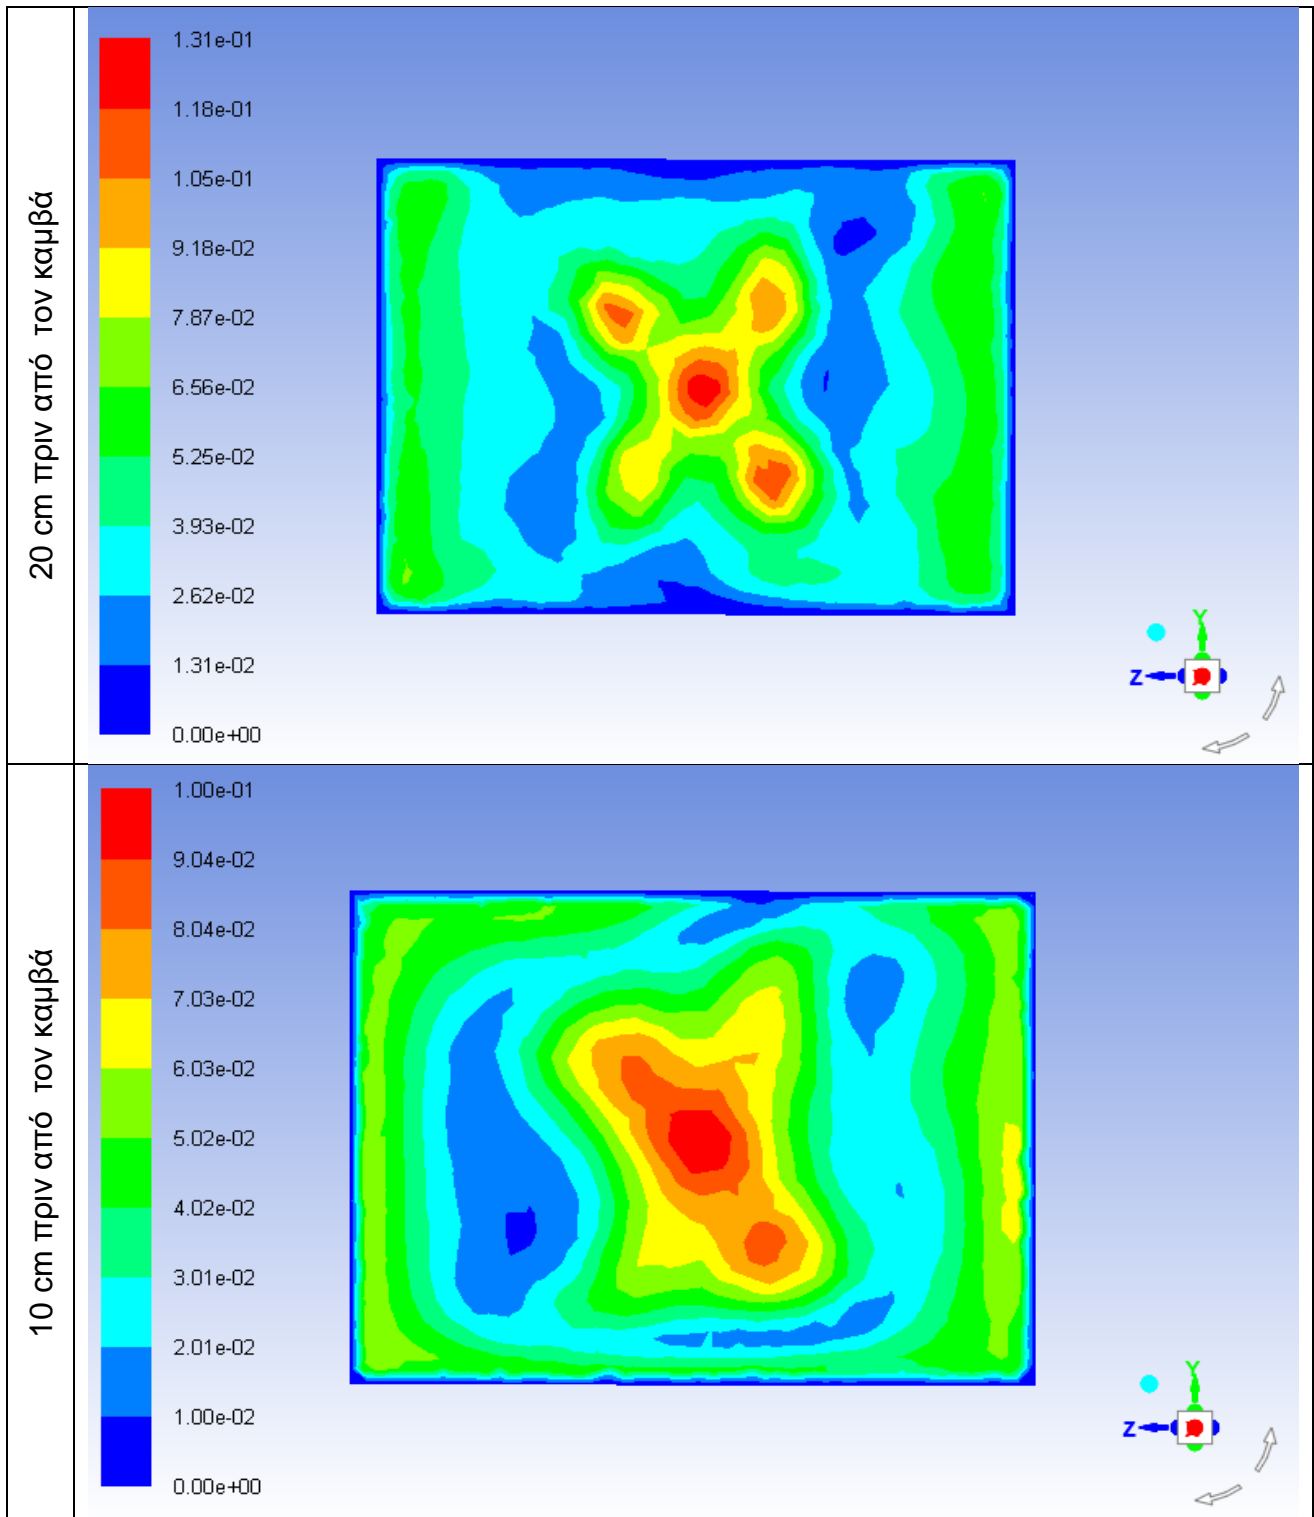 20 cm πριν από τον καμβά
1.31e-01
1.18e-01
1.05e-01
9.18e-02
7.87e-02
6.56e-02
5.25e-02
3.93e-02
2.62e-02
1.31e-02
0.00e+00
Y
Z
10 cm πριν από τον καμβά
1.00e-01
9.04e-02
8.04e-02
7.03e-02
6.03e-02
5.02e-02
4.02e-02
3.01e-02
2.01e-02
1.00e-02
0.00e+00
Y
Z